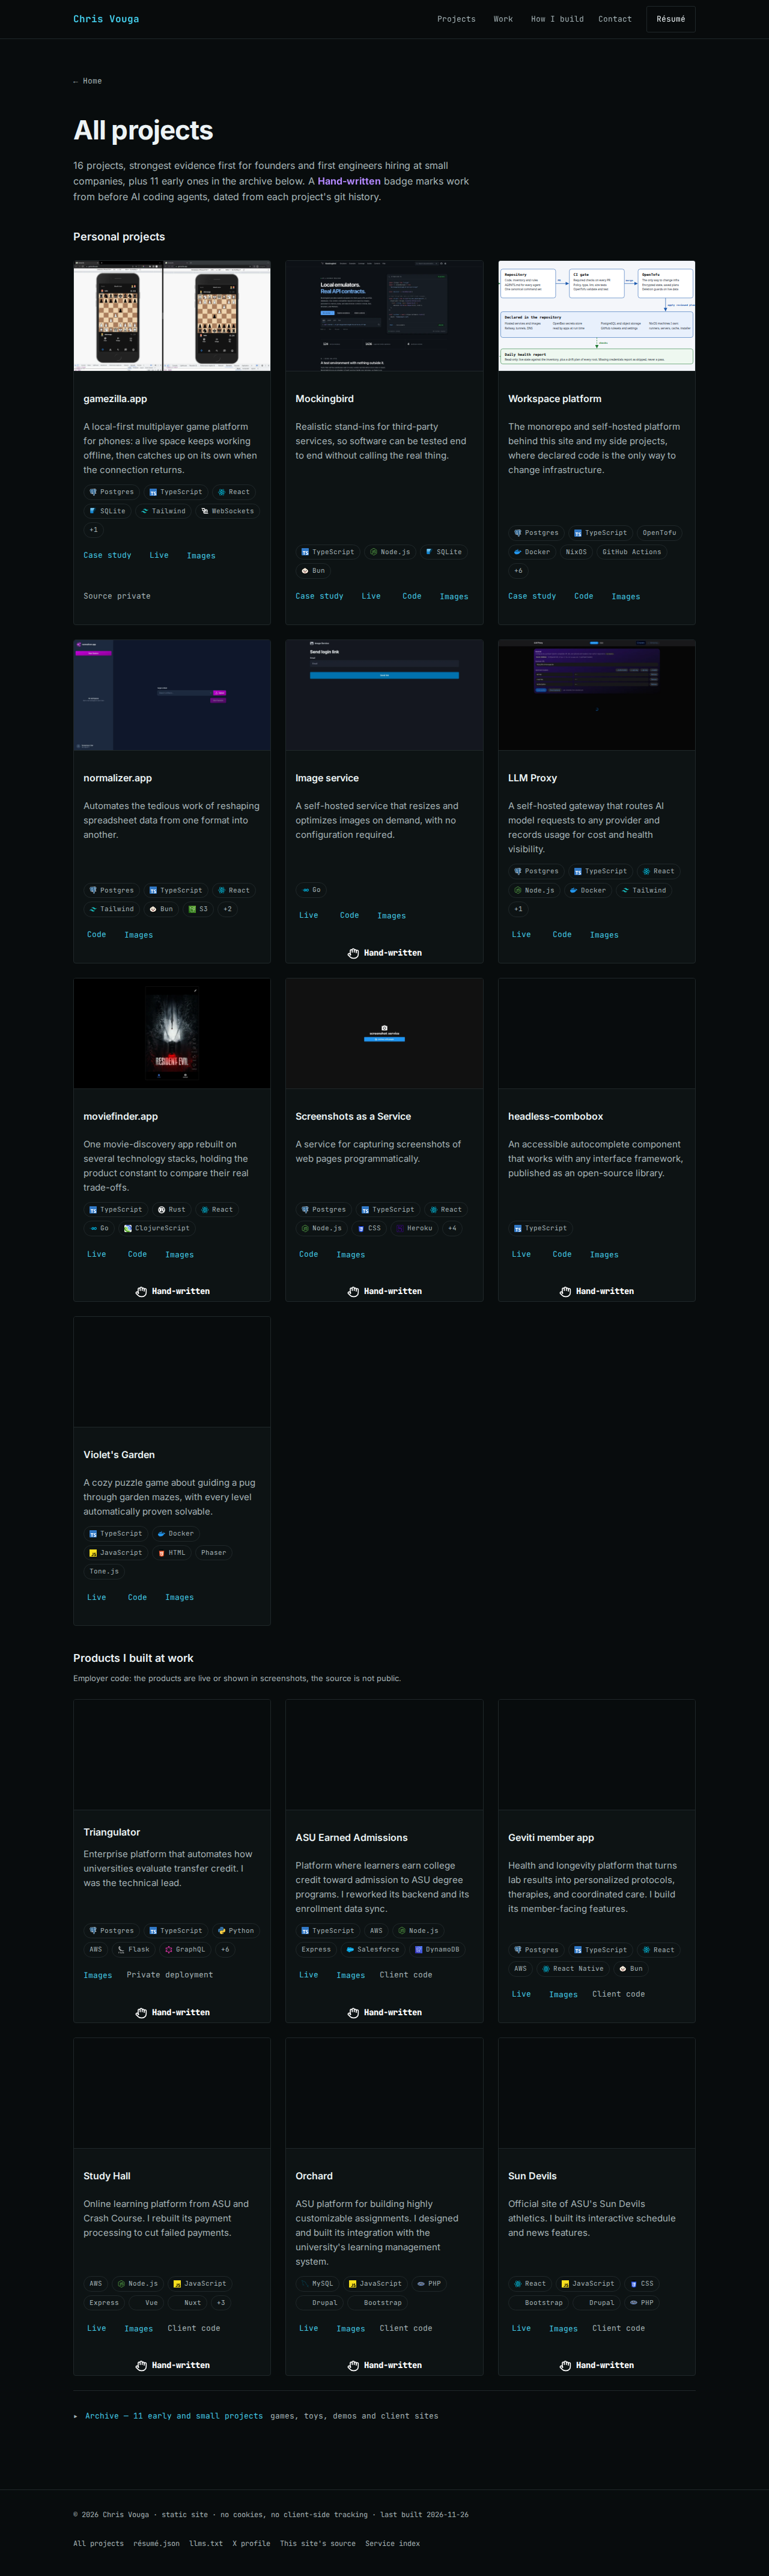 Chris Vouga
Projects Work How I build Contact Résumé
← Home
All projects
16 projects, strongest evidence first for founders and first engineers hiring at small
companies, plus 11 early ones in the archive below. A Hand-written badge marks work
from before AI coding agents, dated from each project's git history.
Personal projects
gamezilla.app
A local-first multiplayer game platform
for phones: a live space keeps working
offline, then catches up on its own when
the connection returns.
Postgres TypeScript React
SQLite Tailwind WebSockets
+1
Case study Live Images
Source private
Local emulators.
Real API contracts.
Mockingbird
Realistic stand-ins for third-party
services, so software can be tested end
to end without calling the real thing.
TypeScript Node.js SQLite
Bun
Case study Live Code Images
Repository
CI gate
OpenTofu
Declared in the repository
Daily health report
Workspace platform
The monorepo and self-hosted platform
behind this site and my side projects,
where declared code is the only way to
change infrastructure.
Postgres TypeScript OpenTofu
Docker NixOS GitHub Actions
+6
Case study Code Images
normalizer.app
Automates the tedious work of reshaping
spreadsheet data from one format into
another.
Postgres TypeScript React
Tailwind Bun S3 +2
Code Images
Send login link
Image service
A self-hosted service that resizes and
optimizes images on demand, with no
configuration required.
Go
Live Code Images
Hand-written
LLM Proxy
A self-hosted gateway that routes AI
model requests to any provider and
records usage for cost and health
visibility.
Postgres TypeScript React
Node.js Docker Tailwind
+1
Live Code Images
RESIDENT EVIL
moviefinder.app
One movie-discovery app rebuilt on
several technology stacks, holding the
product constant to compare their real
trade-offs.
TypeScript Rust React
Go ClojureScript
Live Code Images
Hand-written
screenshot service
Screenshots as a Service
A service for capturing screenshots of
web pages programmatically.
Postgres TypeScript React
Node.js CSS Heroku +4
Code Images
Hand-written
headless-combobox
An accessible autocomplete component
that works with any interface framework,
published as an open-source library.
TypeScript
Live Code Images
Hand-written
Violet's Garden
A cozy puzzle game about guiding a pug
through garden mazes, with every level
automatically proven solvable.
TypeScript Docker
JavaScript HTML Phaser
Tone.js
Live Code Images
Products I built at work
Employer code: the products are live or shown in screenshots, the source is not public.
Triangulator
Enterprise platform that automates how
universities evaluate transfer credit. I
was the technical lead.
Postgres TypeScript Python
AWS Flask GraphQL +6
Images Private deployment
Hand-written
ASU Earned Admissions
Platform where learners earn college
credit toward admission to ASU degree
programs. I reworked its backend and its
enrollment data sync.
TypeScript AWS Node.js
Express Salesforce DynamoDB
Live Images Client code
Hand-written
Geviti member app
Health and longevity platform that turns
lab results into personalized protocols,
therapies, and coordinated care. I build
its member-facing features.
Postgres TypeScript React
AWS React Native Bun
Live Images Client code
Study Hall
Online learning platform from ASU and
Crash Course. I rebuilt its payment
processing to cut failed payments.
AWS Node.js JavaScript
Express Vue Nuxt +3
Live Images Client code
Hand-written
Orchard
ASU platform for building highly
customizable assignments. I designed
and built its integration with the
university's learning management
system.
MySQL JavaScript PHP
Drupal Bootstrap
Live Images Client code
Hand-written
Sun Devils
Official site of ASU's Sun Devils
athletics. I built its interactive schedule
and news features.
React JavaScript CSS
Bootstrap Drupal PHP
Live Images Client code
Hand-written
▸ Archive — 11 early and small projects games, toys, demos and client sites
© 2026 Chris Vouga · static site · no cookies, no client-side tracking · last built 2026-11-26
All projects résumé.json llms.txt X profile This site's source Service index